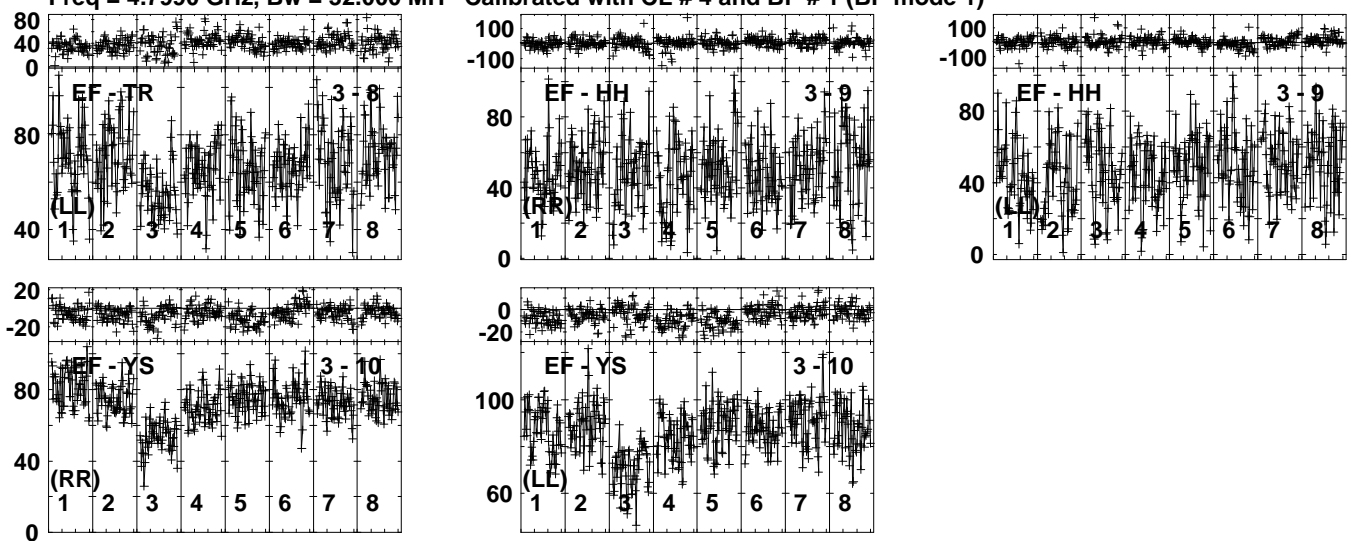 Freq = 4.7990 GHz, Bw = 32.000 MH Calibrated with CL # 4 and BP # 1 (BP mode 1)
80
40
0
EF - TR 3 - 8
80
(LL)
40
1 2 3 4 5 6 7 8
100
-100
EF - HH 3 - 9
80
40
(RR)
0
1 2 3 4 5 6 7 8
100
-100
EF - HH 3 - 9
80
40
(LL)
0
1 2 3 4 5 6 7 8
20
-20
EF - YS 3 - 10
80
40
(RR)
0
1 2 3 4 5 6 7 8
0
-20
EF - YS 3 - 10
100
(LL)
60
1 2 3 4 5 6 7 8